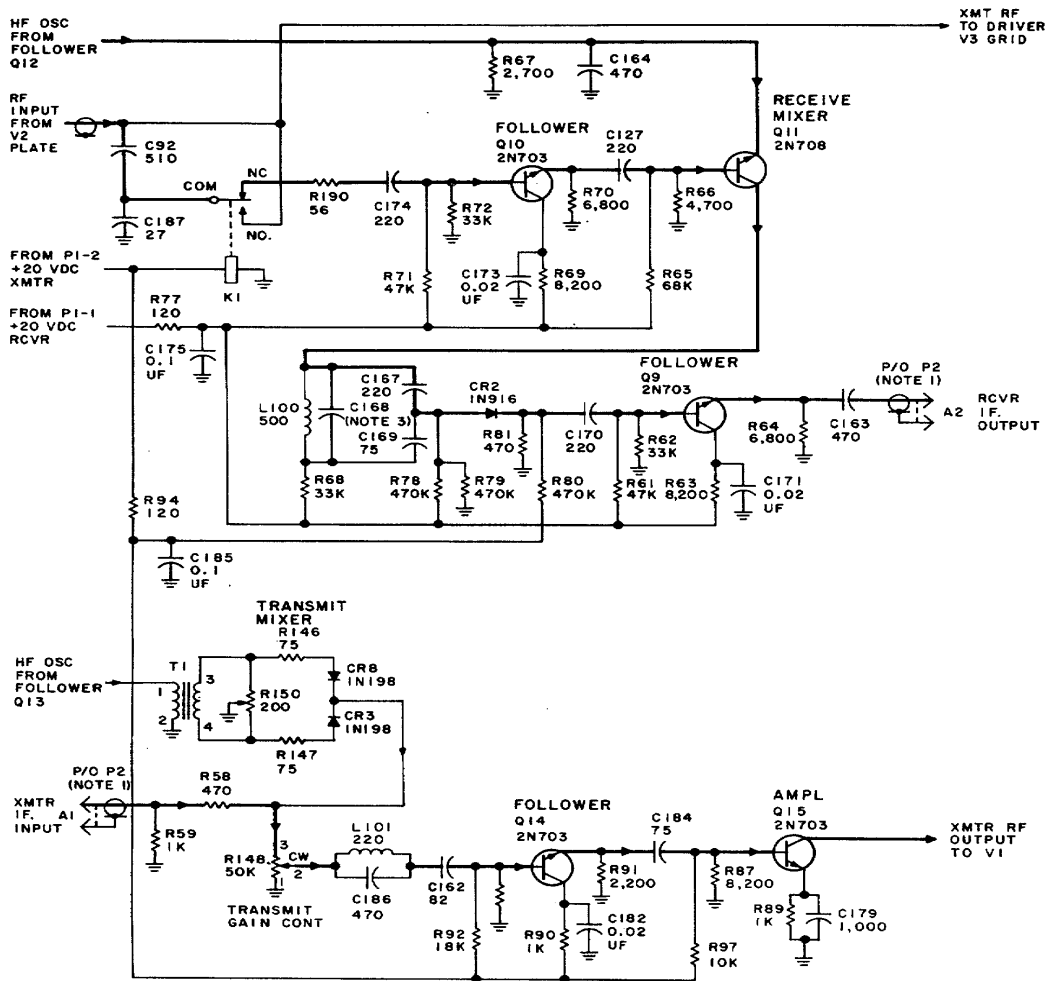 HF OSC
FROM
FOLLOWER
Q12
XMT RF
TO DRIVER
V3 GRID
R67
2,700
C164
470
RF
INPUT
FROM
V2
PLATE
C92
510
RECEIVE
MIXER
Q11
2N708
FOLLOWER
Q10
2N703
C127
220
COM
NC
NO.
R190
56
C174
220
R72
33K
R70
6,800
R66
4,700
C187
27
FROM P1-2
+20 VDC
XMTR
K1
R71
47K
C173
0.02
UF
R69
8,200
R65
68K
FROM P1-1
+20 VDC
RCVR
R77
120
C175
0.1
UF
FOLLOWER
Q9
2N703
P/O P2
(NOTE 1)
A2
RCVR
IF.
OUTPUT
L100
500
C167
220
C168
(NOTE 3)
C169
75
CR2
1N916
R81
470
C170
220
R62
33K
R64
6,800
C163
470
R68
33K
R78
470K
R79
470K
R80
470K
R61
47K
R63
8,200
C171
0.02
UF
R94
120
C185
0.1
UF
TRANSMIT
MIXER
R146
75
HF OSC
FROM
FOLLOWER
Q13
T1
1
2
3
4
R150
200
CR8
1N198
CR3
1N198
R147
75
P/O P2
(NOTE 1)
XMTR
IF.
INPUT
A1
R58
470
R59
1K
R148
50K
3
CW
2
1
TRANSMIT
GAIN CONT
L101
220
C186
470
C162
82
FOLLOWER
Q14
2N703
C184
75
AMPL
Q15
2N703
XMTR RF
OUTPUT
TO V1
R91
2,200
R87
8,200
R92
18K
R90
1K
C182
0.02
UF
R97
10K
R89
1K
C179
1,000